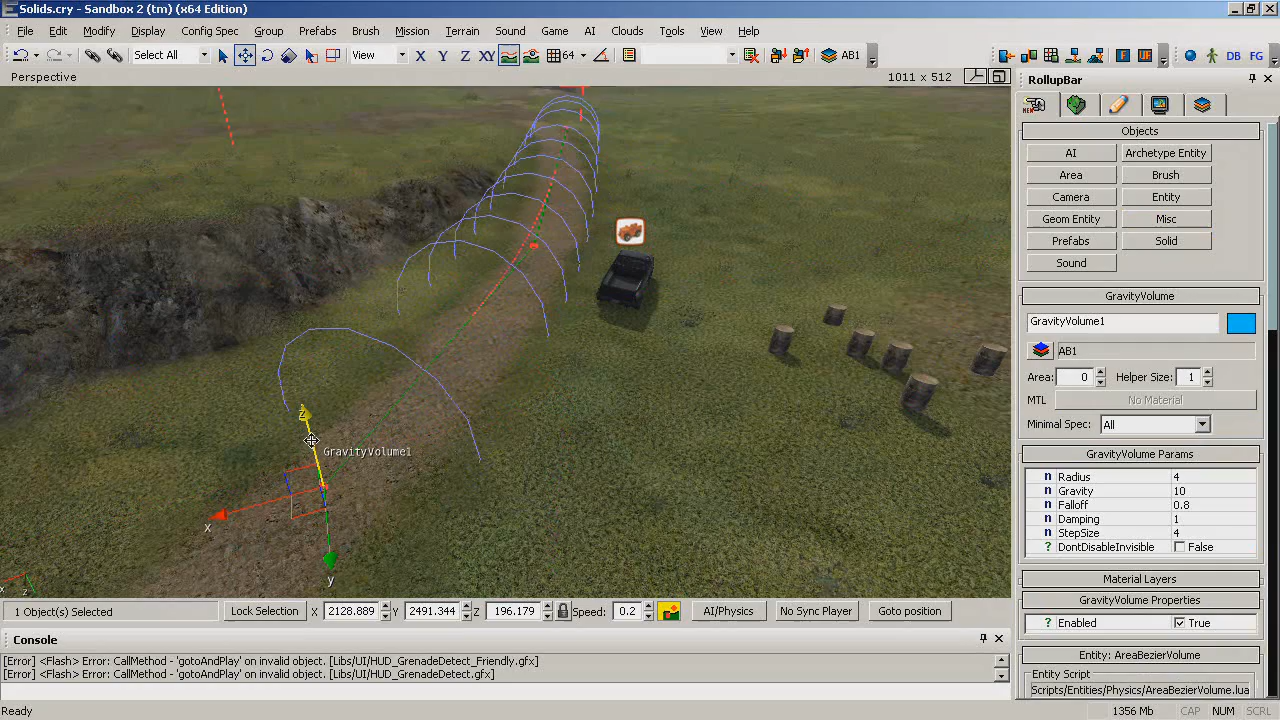 Solids.cry - Sandbox 2 (tm) (x64 Edition)
File Edit Modify Display Config Spec Group Prefabs Brush Mission Terrain Sound Game AI Clouds Tools View Help
Select All View X Y Z XY 64 AB1 DB FG
Perspective 1011 x 512
RollupBar
NEW
Objects
AI Archetype Entity
Area Brush
Camera Entity
Geom Entity Misc
Prefabs Solid
Sound
GravityVolume
GravityVolume1
AB1
Area: 0 Helper Size: 1
MTL No Material
Minimal Spec: All
GravityVolume Params
n Radius 4
n Gravity 10
n Falloff 0.8
n Damping 1
n StepSize 4
? DontDisableInvisible False
Material Layers
GravityVolume Properties
? Enabled True
Entity: AreaBezierVolume
Entity Script
Scripts/Entities/Physics/AreaBezierVolume.lua
z
GravityVolume1
x
y
x z
1 Object(s) Selected Lock Selection X 2128.889 Y 2491.344 Z 196.179 Speed: 0.2 AI/Physics No Sync Player Goto position
Console
[Error] <Flash> Error: CallMethod - 'gotoAndPlay' on invalid object. [Libs/UI/HUD_GrenadeDetect_Friendly.gfx]
[Error] <Flash> Error: CallMethod - 'gotoAndPlay' on invalid object. [Libs/UI/HUD_GrenadeDetect.gfx]
Ready 1356 Mb CAP NUM SCRL